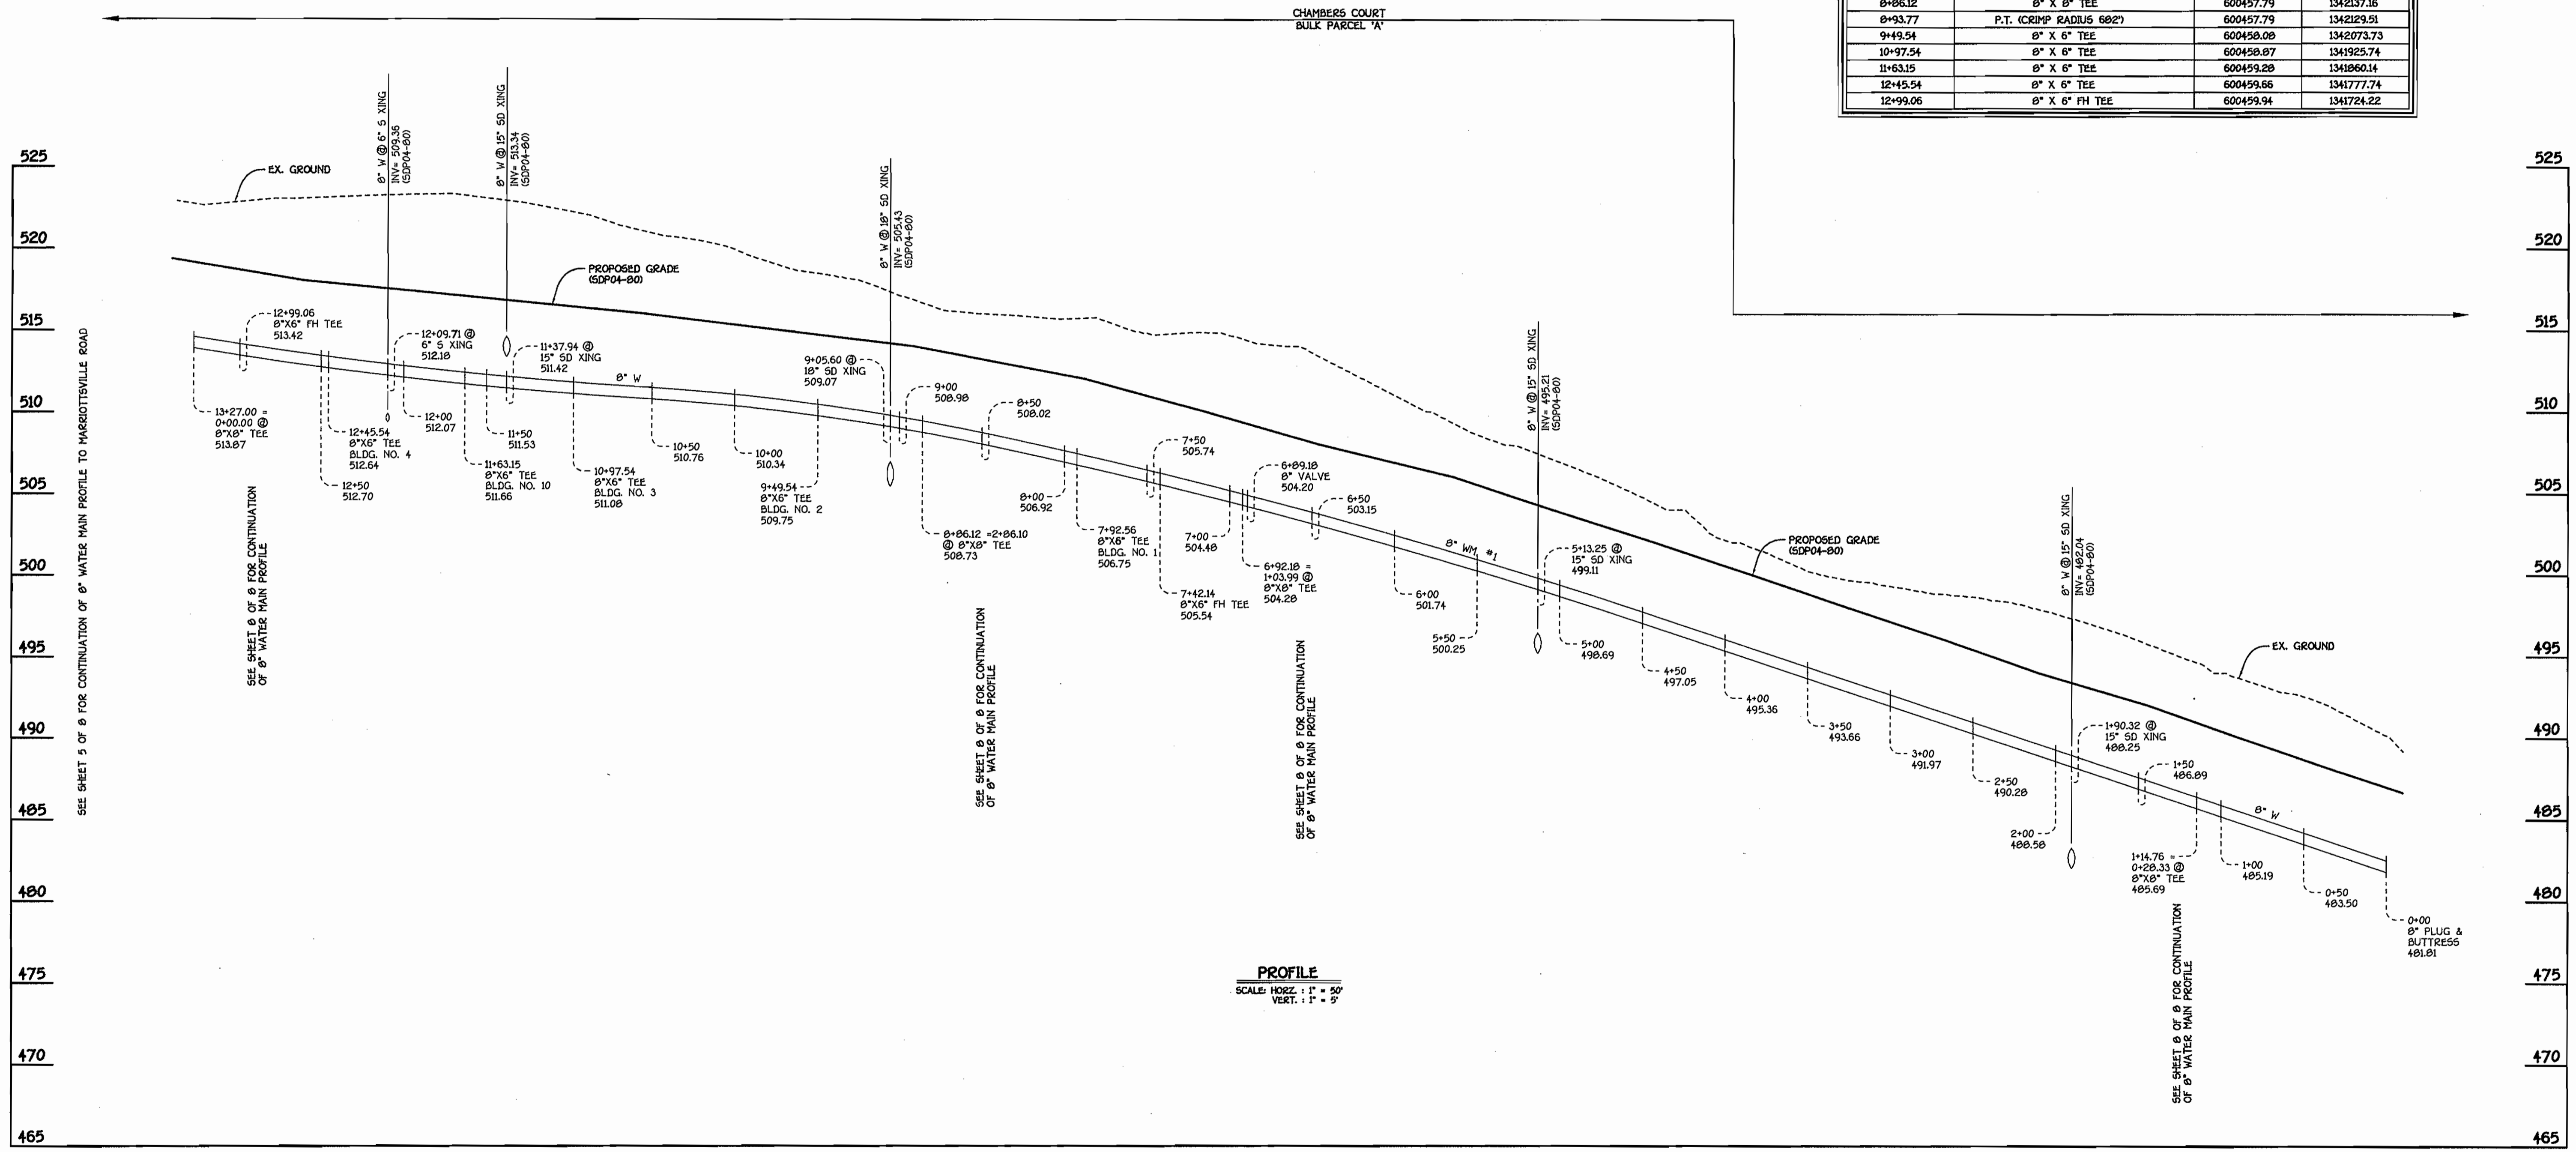 8+86.12 8" X 8" TEE 600457.79 1342137.16
8+93.77 P.T. (CRIMP RADIUS 682') 600457.79 1342129.51
9+49.54 8" X 6" TEE 600458.08 1342073.73
10+97.54 8" X 6" TEE 600458.87 1341925.74
11+63.15 8" X 6" TEE 600459.28 1341860.14
12+45.54 8" X 6" TEE 600459.66 1341777.74
12+99.06 8" X 6" FH TEE 600459.94 1341724.22
CHAMBERS COURT
BULK PARCEL 'A'
525
520
515
510
505
500
495
490
485
480
475
470
465
SEE SHEET 5 OF 8 FOR CONTINUATION OF 8" WATER MAIN PROFILE TO MARRIOTTSVILLE ROAD
EX. GROUND
8" W @ 6" S XING
INV= 509.36
(SDP04-80)
8" W @ 15" SD XING
INV= 513.34
(SDP04-80)
PROPOSED GRADE
(SDP04-80)
8" W @ 18" SD XING
INV= 505.43
(SDP04-80)
12+99.06
8"X6" FH TEE
513.42
13+27.00 =
0+00.00 @
8"X8" TEE
513.87
SEE SHEET 8 OF 8 FOR CONTINUATION
OF 8" WATER MAIN PROFILE
12+50
512.70
12+45.54
8"X6" TEE
BLDG. NO. 4
512.64
12+09.71 @
6" S XING
512.18
12+00
512.07
11+63.15
8"X6" TEE
BLDG. NO. 10
511.66
11+50
511.53
11+37.94 @
15" SD XING
511.42
8" W
10+97.54
8"X6" TEE
BLDG. NO. 3
511.08
10+50
510.76
10+00
510.34
9+49.54
8"X6" TEE
BLDG. NO. 2
509.75
9+05.60 @
18" SD XING
509.07
9+00
508.98
8+86.12 =2+86.10
@ 8"X8" TEE
508.73
SEE SHEET 8 OF 8 FOR CONTINUATION
OF 8" WATER MAIN PROFILE
8+50
508.02
8+00
506.92
7+92.56
8"X6" TEE
BLDG. NO. 1
506.75
7+50
505.74
7+42.14
8"X6" FH TEE
505.54
7+00
504.48
6+92.18 =
1+03.99 @
8"X8" TEE
504.28
6+89.18
8" VALVE
504.20
SEE SHEET 8 OF 8 FOR CONTINUATION
OF 8" WATER MAIN PROFILE
6+50
503.15
6+00
501.74
8" WM #1
5+50
500.25
8" W @ 15" SD XING
INV= 495.21
(SDP04-80)
5+13.25 @
15" SD XING
499.11
5+00
498.69
4+50
497.05
4+00
495.36
PROPOSED GRADE
(SDP04-80)
3+50
493.66
3+00
491.97
2+50
490.28
2+00
488.58
8" W @ 15" SD XING
INV= 482.04
(SDP04-80)
1+90.32 @
15" SD XING
488.25
1+50
486.89
1+14.76 =
0+28.33 @
8"X8" TEE
485.69
SEE SHEET 8 OF 8 FOR CONTINUATION
OF 8" WATER MAIN PROFILE
1+00
485.19
8" W
0+50
483.50
0+00
8" PLUG &
BUTTRESS
481.81
EX. GROUND
525
520
515
510
505
500
495
490
485
480
475
470
465
PROFILE
SCALE: HORZ. : 1" = 50'
VERT. : 1" = 5'